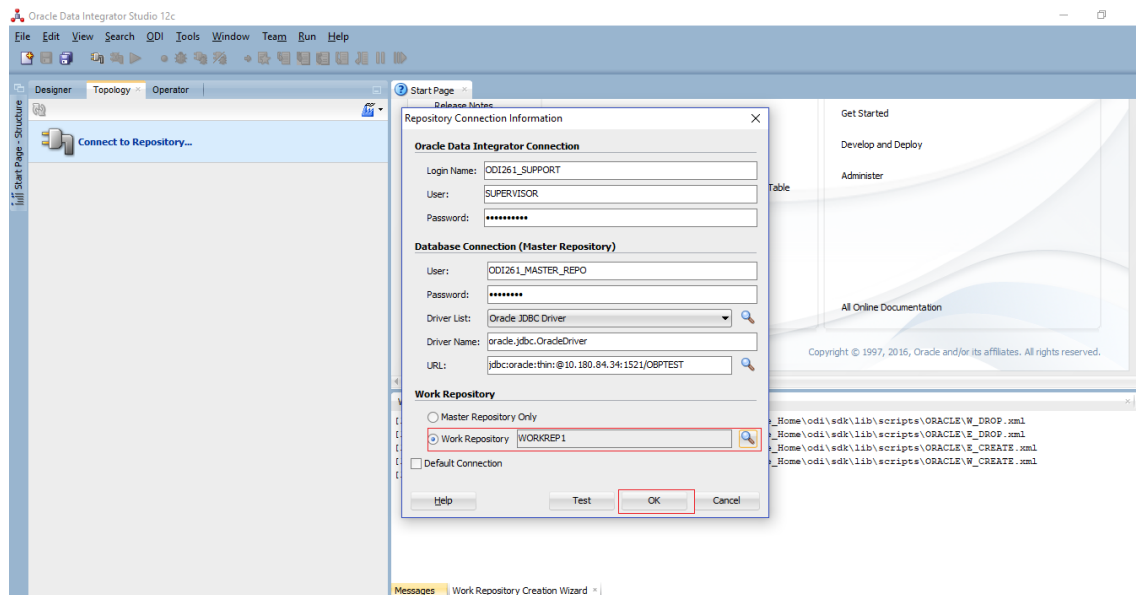 Oracle Data Integrator Studio 12c
File Edit View Search ODI Tools Window Team Run Help
Designer Topology Operator
Start Page
Start Page - Structure
Connect to Repository...
Release Notes
Table
Get Started
Develop and Deploy
Administer
All Online Documentation
Copyright © 1997, 2016, Oracle and/or its affiliates. All rights reserved.
Repository Connection Information
Oracle Data Integrator Connection
Login Name: ODI261_SUPPORT
User: SUPERVISOR
Password: ••••••••••
Database Connection (Master Repository)
User: ODI261_MASTER_REPO
Password: ••••••••
Driver List: Oracle JDBC Driver
Driver Name: oracle.jdbc.OracleDriver
URL: jdbc:oracle:thin:@10.180.84.34:1521/OBPTEST
Work Repository
Master Repository Only
Work Repository WORKREP1
Default Connection
Help Test OK Cancel
_Home\odi\sdk\lib\scripts\ORACLE\W_DROP.xml
_Home\odi\sdk\lib\scripts\ORACLE\E_DROP.xml
_Home\odi\sdk\lib\scripts\ORACLE\E_CREATE.xml
_Home\odi\sdk\lib\scripts\ORACLE\W_CREATE.xml
Messages Work Repository Creation Wizard